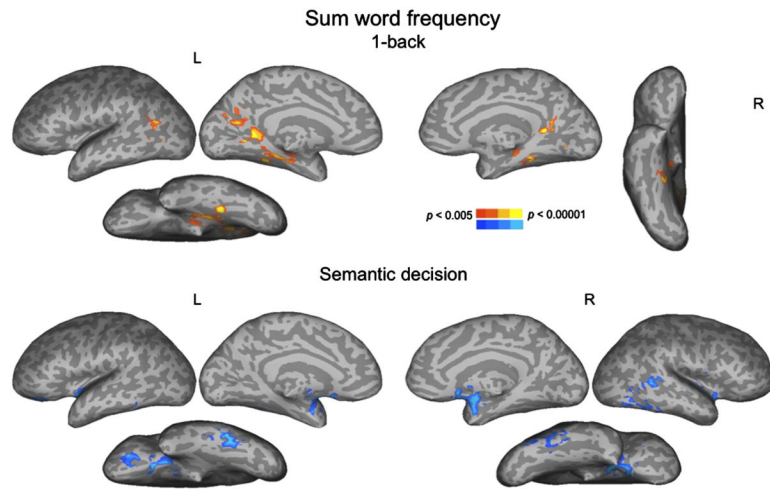 Sum word frequency
1-back
L
R
p < 0.005 p < 0.00001
Semantic decision
L R